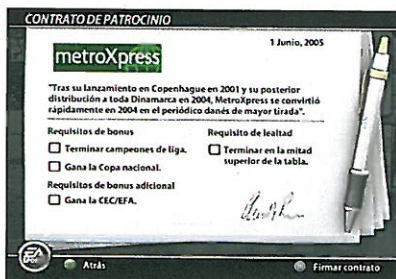 CONTRATO DE PATROCINIO
1 Junio, 2005
metroXpress
"Tras su lanzamiento en Copenhague en 2001 y su posterior
distribución a toda Dinamarca en 2004, MetroXpress se convirtió
rápidamente en 2004 en el periódico danés de mayor tirada".
Requisitos de bonus
Terminar campeones de liga.
Gana la Copa nacional.
Requisitos de bonus adicional
Gana la CEC/EFA.
Requisito de lealtad
Terminar en la mitad
superior de la tabla.
EA
Atrás
Firmar contrato